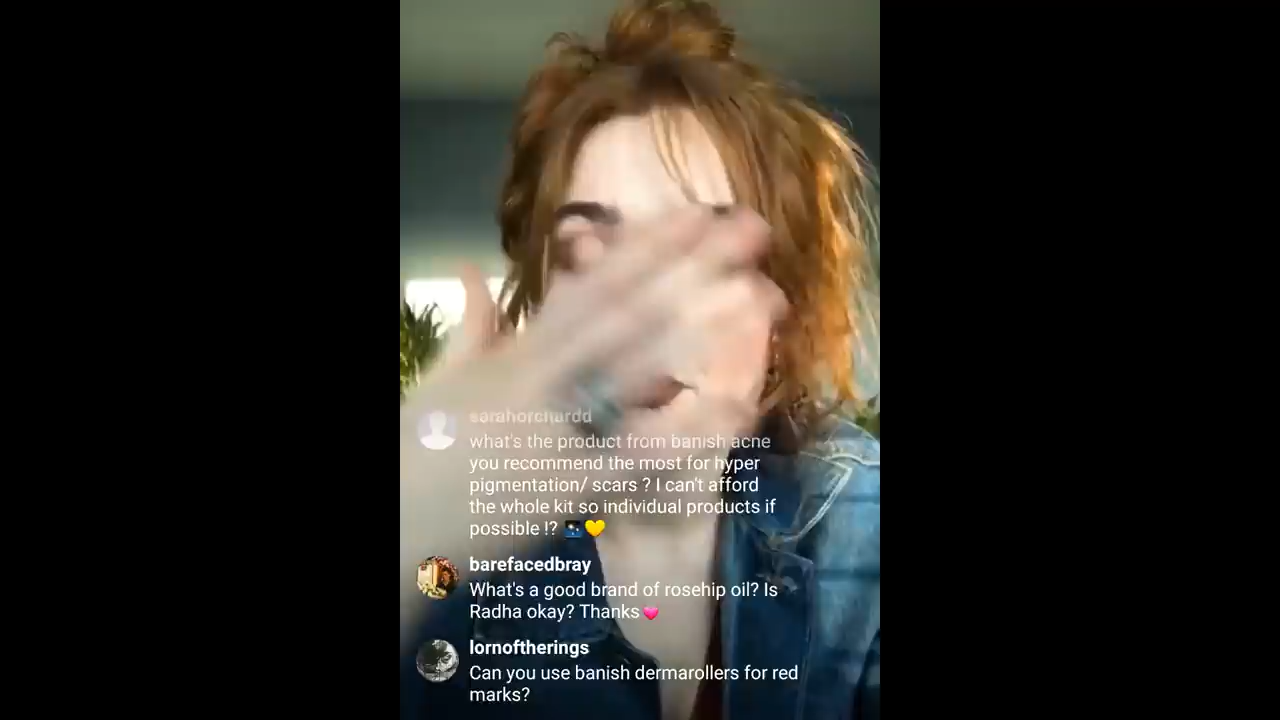 sarahorchardd
what's the product from banish acne
you recommend the most for hyper
pigmentation/ scars ? I can't afford
the whole kit so individual products if
possible !? 🌃💛
barefacedbray
What's a good brand of rosehip oil? Is
Radha okay? Thanks💓
lornoftherings
Can you use banish dermarollers for red
marks?